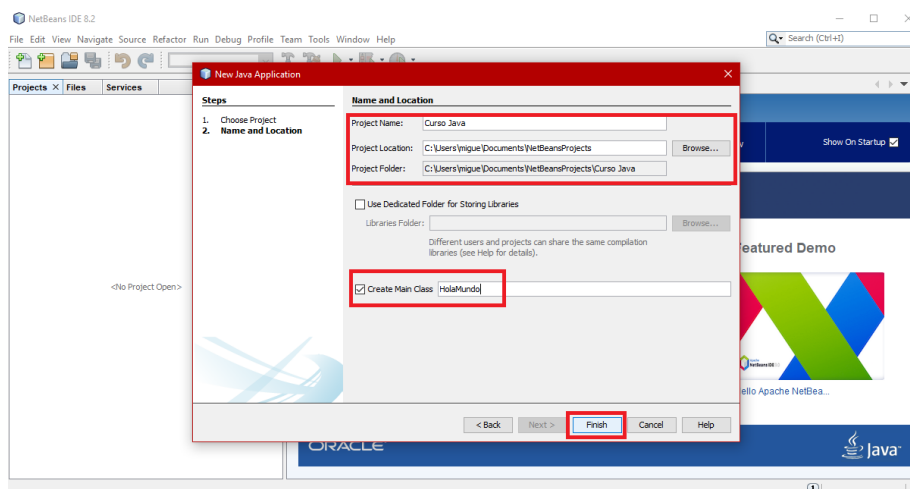 NetBeans IDE 8.2
File Edit View Navigate Source Refactor Run Debug Profile Team Tools Window Help
Search (Ctrl+I)
Projects Files Services
New Java Application
Steps
1. Choose Project
2. Name and Location
Name and Location
Project Name: Curso Java
Project Location: C:\Users\migue\Documents\NetBeansProjects Browse...
Project Folder: C:\Users\migue\Documents\NetBeansProjects\Curso Java
Use Dedicated Folder for Storing Libraries
Libraries Folder: Browse...
Different users and projects can share the same compilation
libraries (see Help for details).
Create Main Class HolaMundo
< Back Next > Finish Cancel Help
<No Project Open>
Show On Startup
eatured Demo
NetBeans IDE
ello Apache NetBea...
ORACLE
Java
1